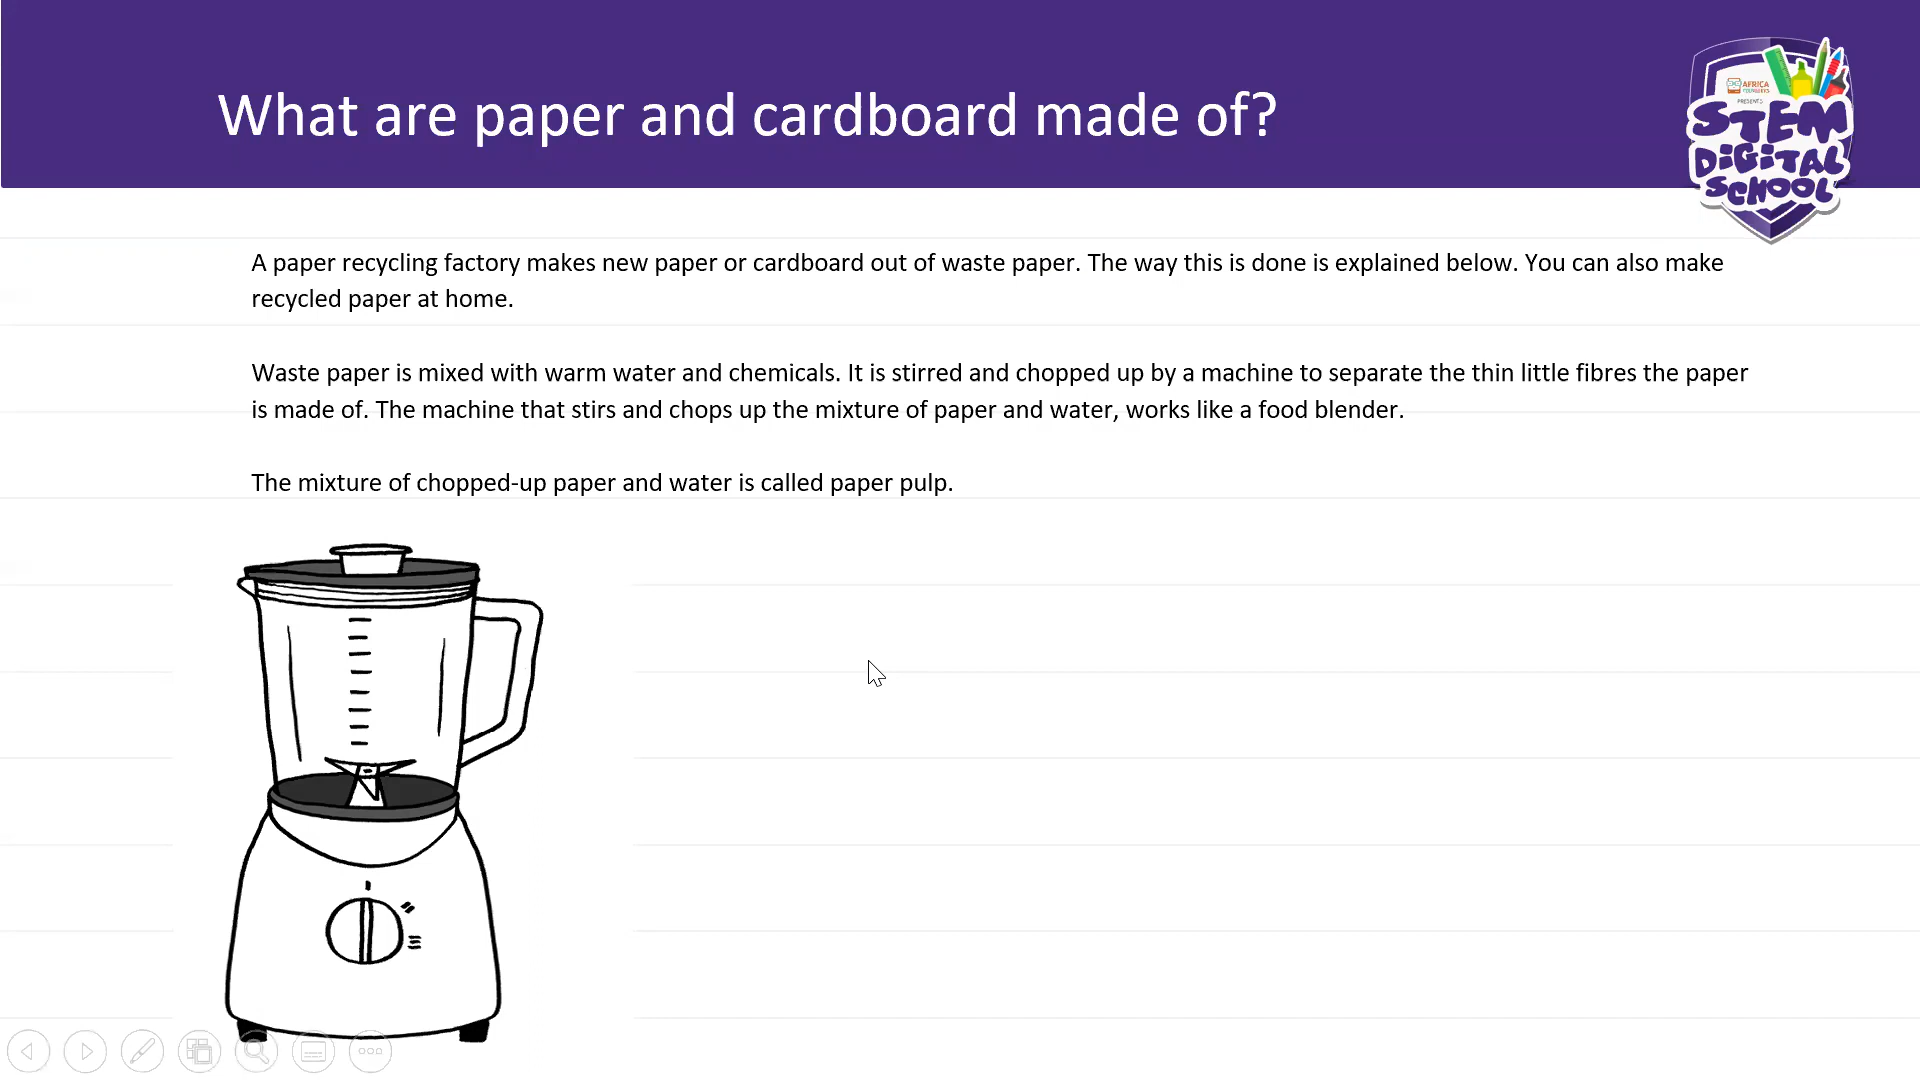 What are paper and cardboard made of?
AFRICA
PRESENTS
STEM
DIGITAL
SCHOOL
A paper recycling factory makes new paper or cardboard out of waste paper. The way this is done is explained below. You can also make
recycled paper at home.
Waste paper is mixed with warm water and chemicals. It is stirred and chopped up by a machine to separate the thin little fibres the paper
is made of. The machine that stirs and chops up the mixture of paper and water, works like a food blender.
The mixture of chopped-up paper and water is called paper pulp.